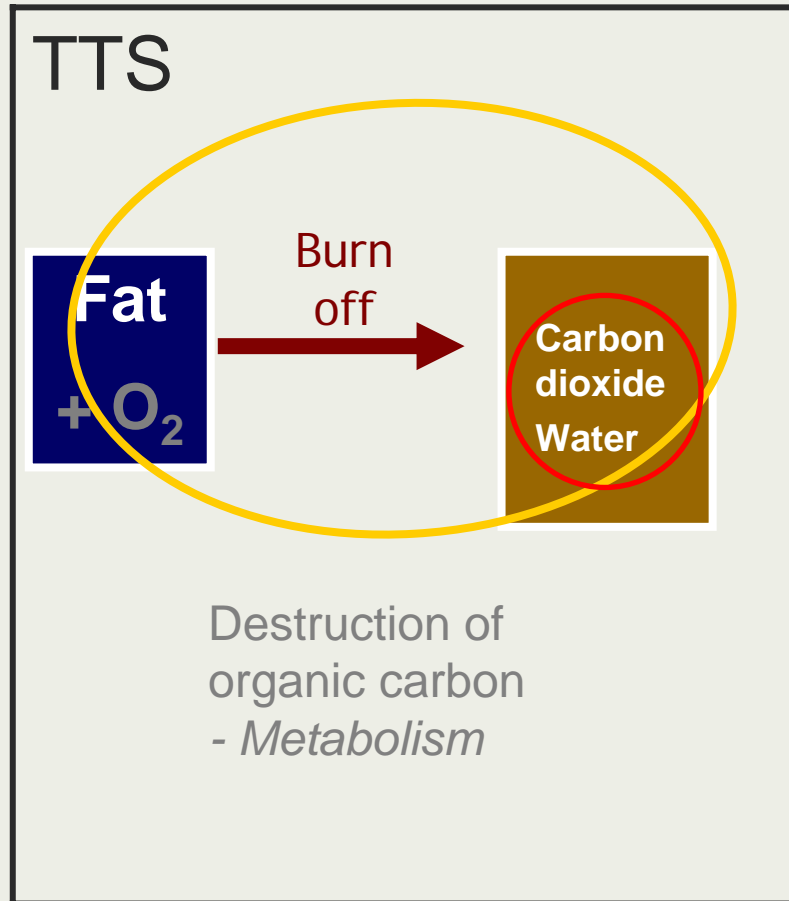 TTS
Fat
+ O₂
Burn
off
Carbon
dioxide
Water
Destruction of
organic carbon
- Metabolism